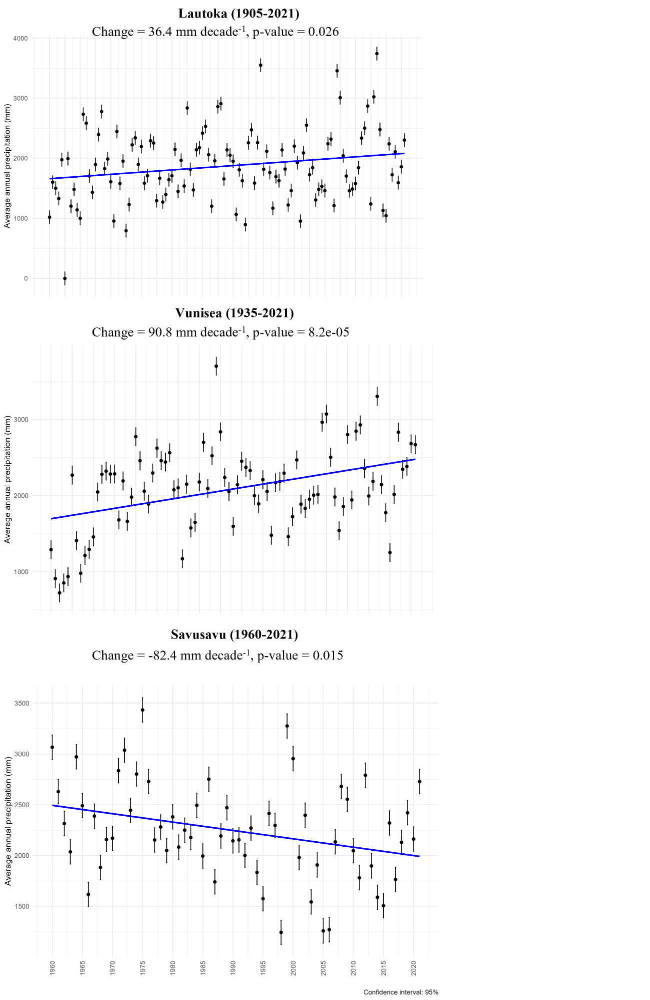 Lautoka (1905-2021)
Change = 36.4 mm decade-1, p-value = 0.026
Average annual precipitation (mm)
4000
3000
2000
1000
0
Vunisea (1935-2021)
Change = 90.8 mm decade-1, p-value = 8.2e-05
Average annual precipitation (mm)
3000
2000
1000
Savusavu (1960-2021)
Change = -82.4 mm decade-1, p-value = 0.015
Average annual precipitation (mm)
3500
3000
2500
2000
1500
1960 1965 1970 1975 1980 1985 1990 1995 2000 2005 2010 2015 2020
Confidence interval: 95%